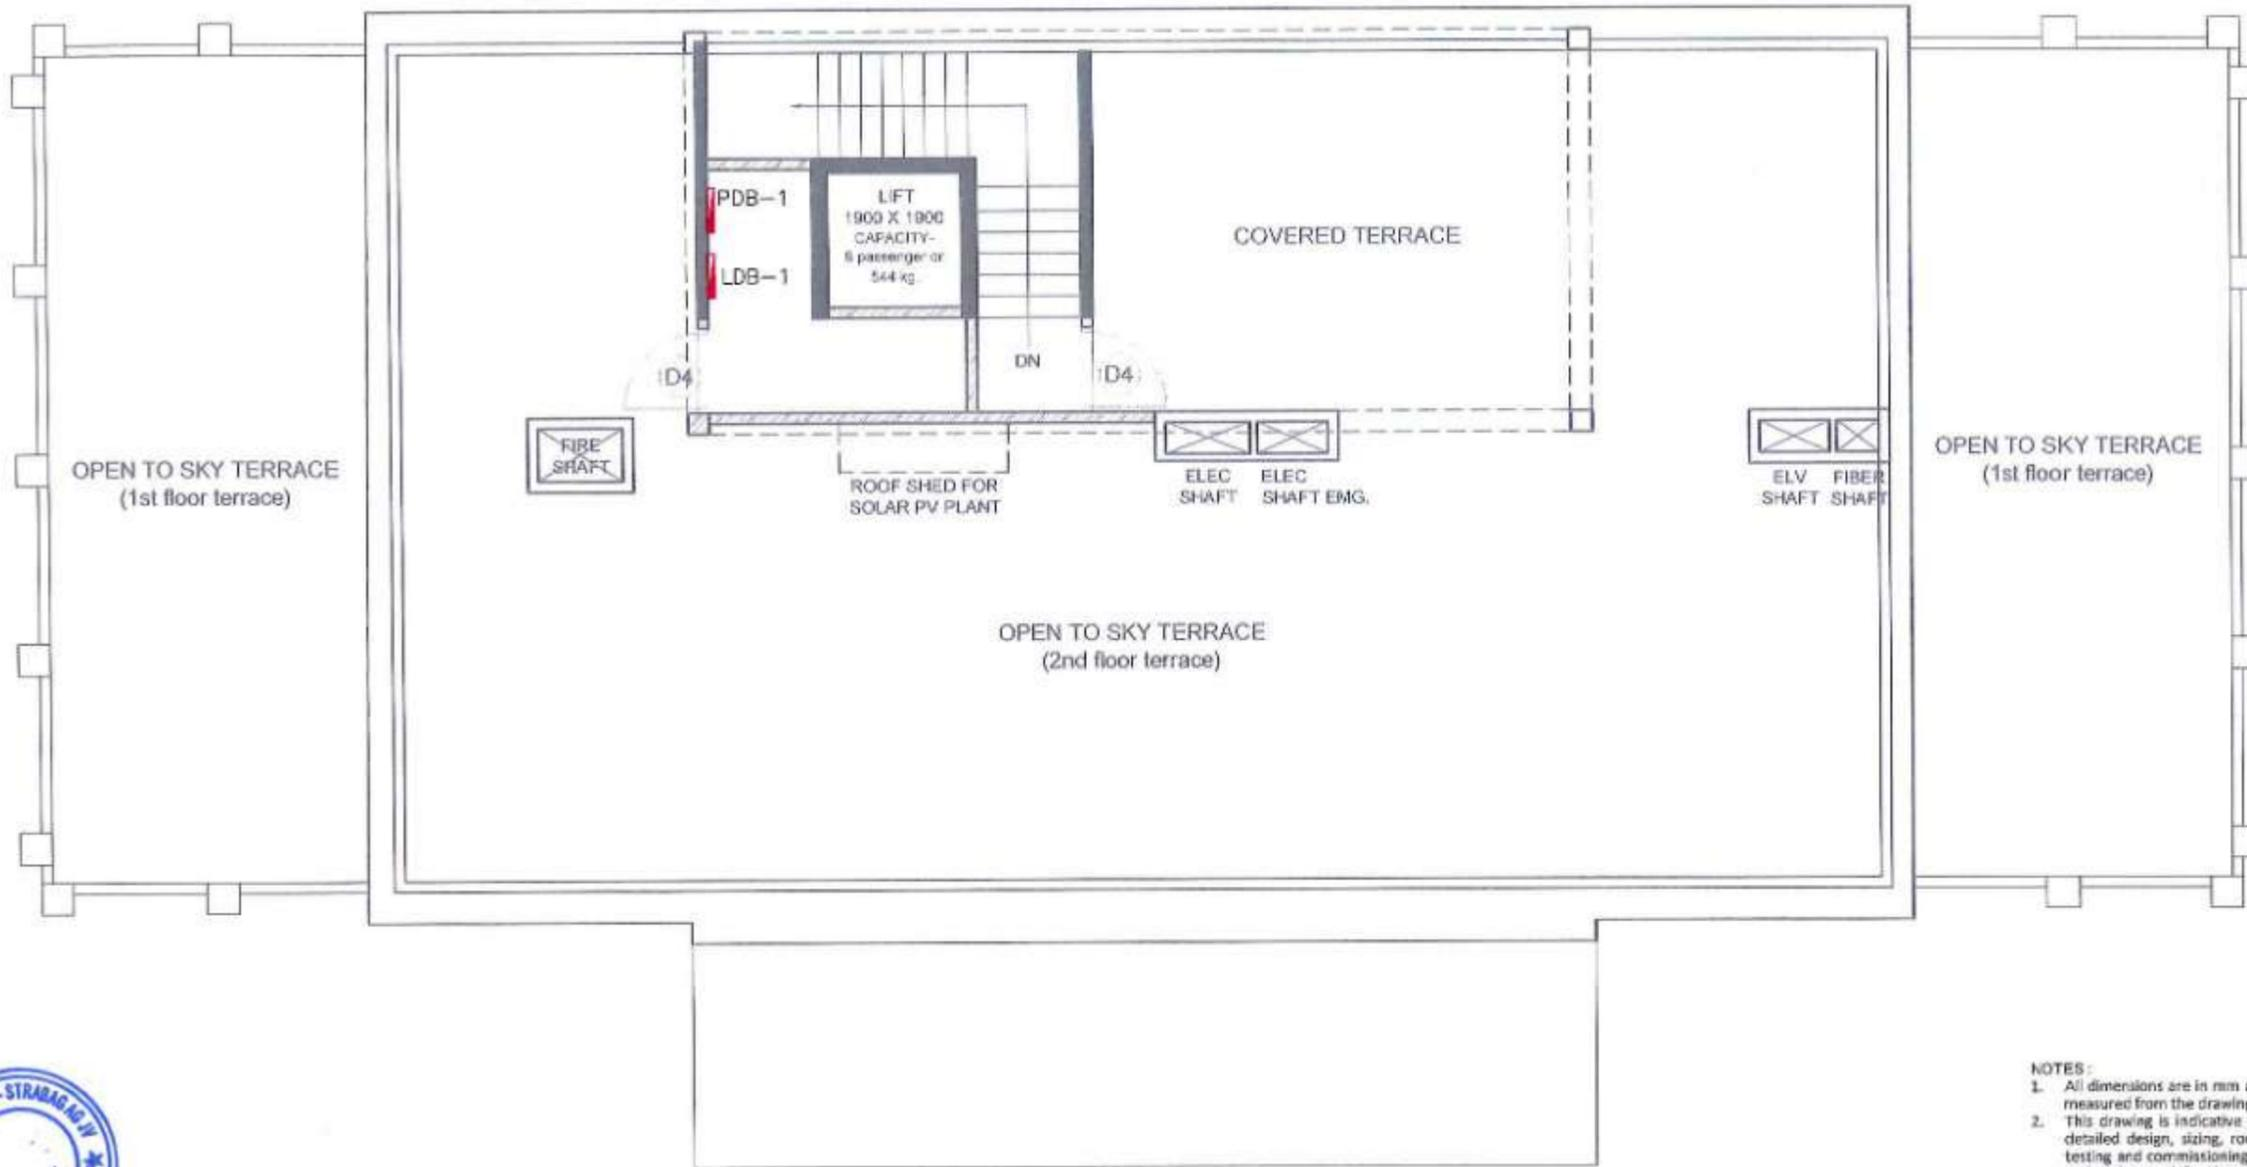 PDB-1
LIFT
1900 X 1900
CAPACITY-
6 passenger or
544 kg.
LDB-1
COVERED TERRACE
DN
D4
D4
FIRE
SHAFT
OPEN TO SKY TERRACE
(1st floor terrace)
ROOF SHED FOR
SOLAR PV PLANT
ELEC
SHAFT
ELEC
SHAFT EMG.
ELV
SHAFT
FIBER
SHAFT
OPEN TO SKY TERRACE
(1st floor terrace)
OPEN TO SKY TERRACE
(2nd floor terrace)
STRABAG AG JV
NOTES :
1. All dimensions are in mm
measured from the drawing
2. This drawing is indicative
detailed design, sizing,
testing and commissioning